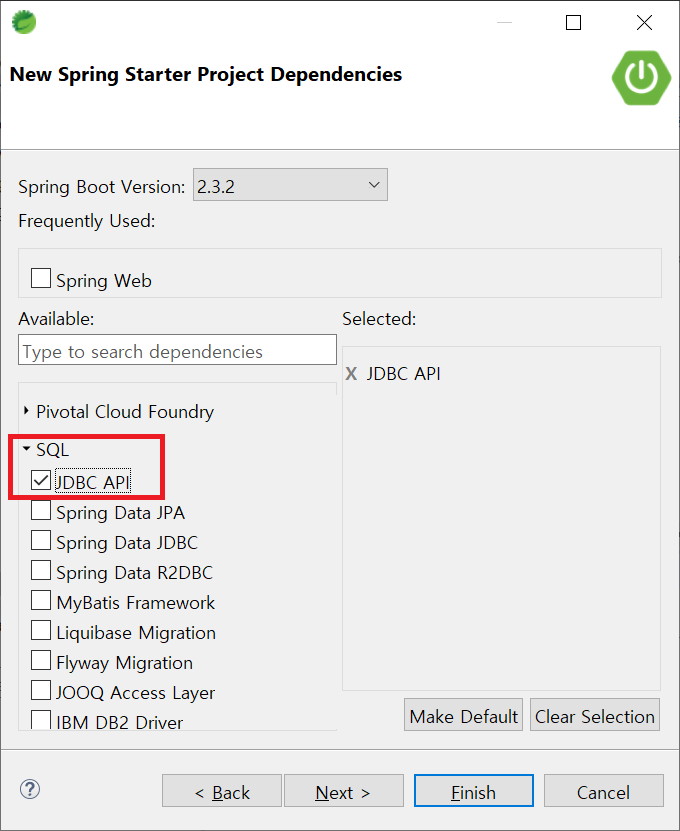 New Spring Starter Project Dependencies
Spring Boot Version: 2.3.2
Frequently Used:
Spring Web
Available:
Selected:
Type to search dependencies
X JDBC API
Pivotal Cloud Foundry
SQL
JDBC API
Spring Data JPA
Spring Data JDBC
Spring Data R2DBC
MyBatis Framework
Liquibase Migration
Flyway Migration
JOOQ Access Layer
IBM DB2 Driver
Make Default
Clear Selection
?
< Back
Next >
Finish
Cancel